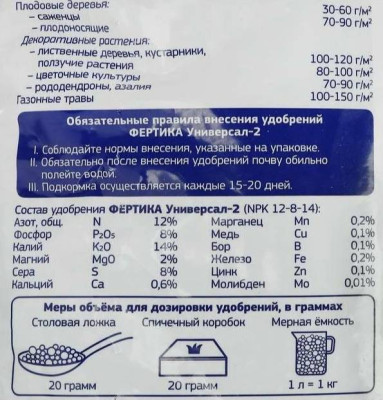 Плодовые деревья:
– саженцы 30-60 г/м²
– плодоносящие 70-90 г/м²
Декоративные растения:
– лиственные деревья, кустарники,
ползучие растения 100-120 г/м²
– цветочные культуры 80-100 г/м²
– рододендроны, азалия 70-90 г/м²
Газонные травы 100-150 г/м²
Обязательные правила внесения удобрений
ФЕРТИКА Универсал-2
I. Соблюдайте нормы внесения, указанные на упаковке.
II. Обязательно после внесения удобрений почву обильно
полейте водой.
III. Подкормка осуществляется каждые 15-20 дней.
Состав удобрения ФЕРТИКА Универсал-2 (NPK 12-8-14):
Азот, общ. N 12% Марганец Mn 0,2%
Фосфор P₂O₅ 8% Медь Cu 0,1%
Калий K₂O 14% Бор B 0,1%
Магний MgO 2% Железо Fe 0,2%
Сера S 8% Цинк Zn 0,1%
Кальций Ca 0,6% Молибден Mo 0,01%
Меры объёма для дозировки удобрений, в граммах
Столовая ложка Спичечный коробок Мерная ёмкость
20 грамм 20 грамм 1 л = 1 кг